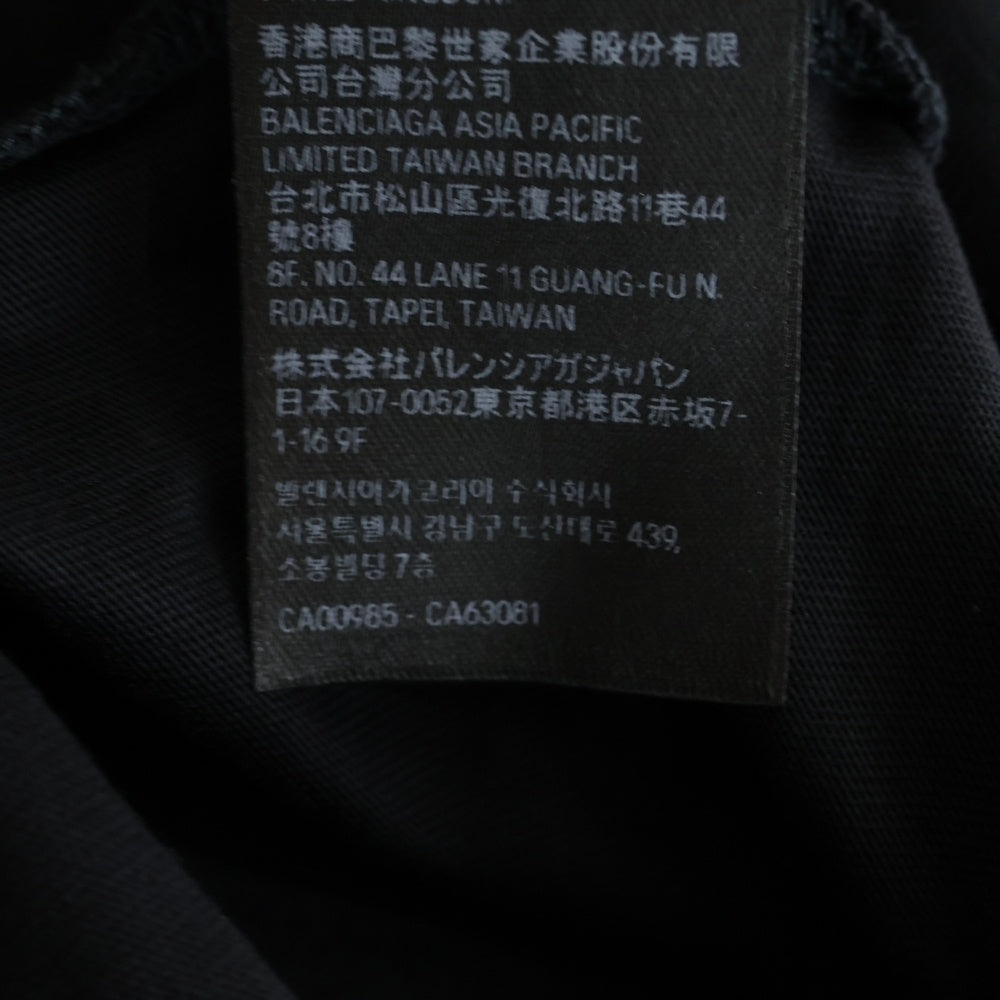 香港商巴黎世家企業股份有限
公司台灣分公司
BALENCIAGA ASIA PACIFIC
LIMITED TAIWAN BRANCH
台北市松山區光復北路11巷44
號8樓
8F. NO. 44 LANE 11 GUANG-FU N.
ROAD, TAPEI, TAIWAN
株式会社バレンシアガジャパン
日本107-0052東京都港区赤坂7-
1-16 9F
발렌시아가코리아 수식회사
서울특별시 강남구 도산대로 439,
소봉빌딩 7층
CA00985 - CA63081